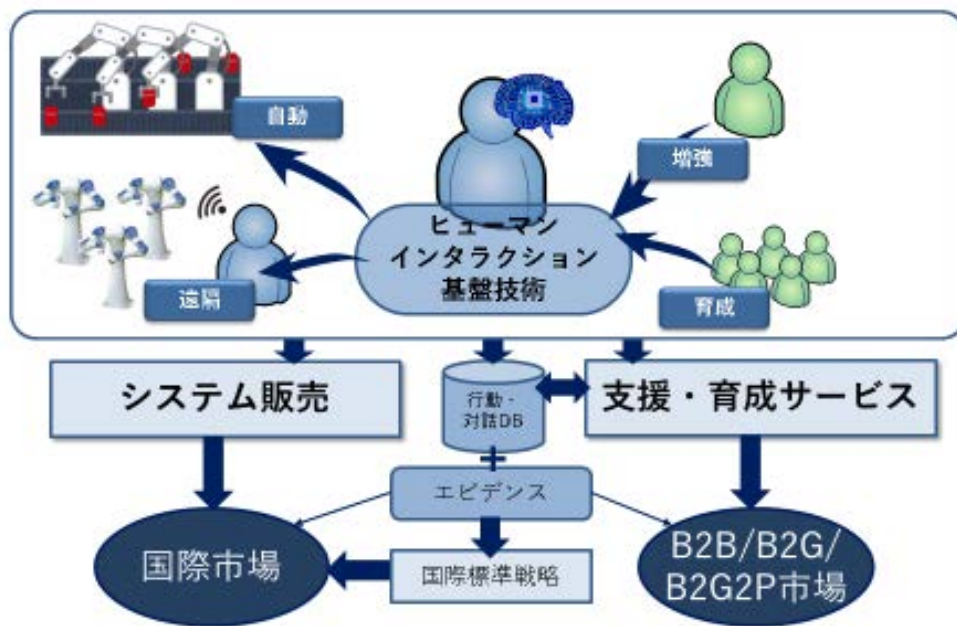 自動
増強
ヒューマン
インタラクション
基盤技術
遠隔
育成
システム販売
行動・
対話DB
支援・育成サービス
+
エビデンス
国際市場
国際標準戦略
B2B/B2G/
B2G2P市場